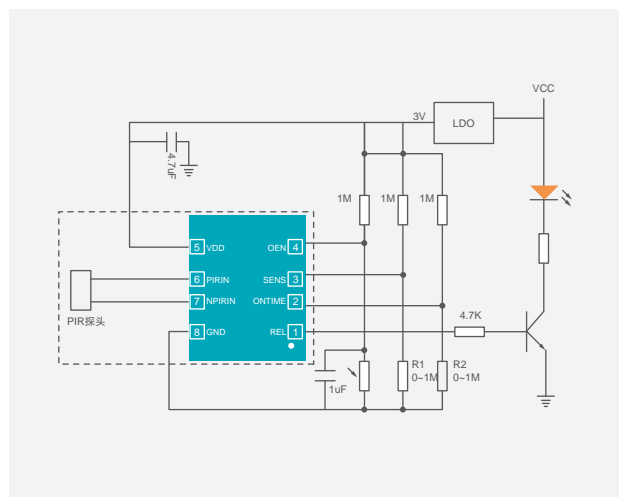 VCC
3V
LDO
4.7uF
1M
1M
1M
5 VDD
OEN 4
6 PIRIN
SENS 3
7 NPIRIN
ONTIME 2
8 GND
REL 1
PIR探头
4.7K
1uF
R1
0~1M
R2
0~1M